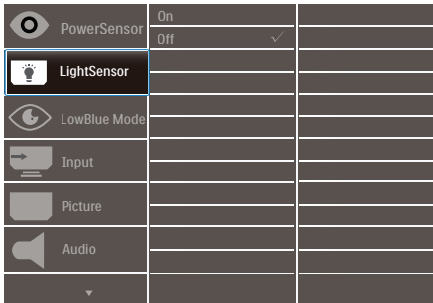 PowerSensor
On
Off
LightSensor
LowBlue Mode
Input
Picture
Audio